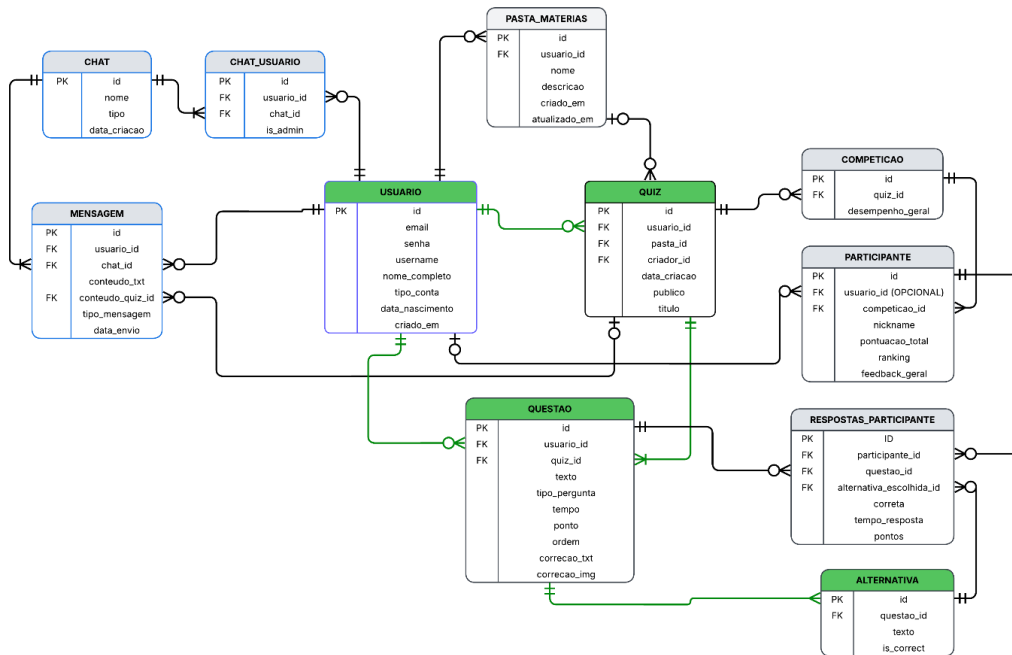 PASTA_MATERIAS
PK id
FK usuario_id
nome
descricao
criado_em
atualizado_em
CHAT
PK id
nome
tipo
data_criacao
CHAT_USUARIO
PK id
FK usuario_id
FK chat_id
is_admin
MENSAGEM
PK id
FK usuario_id
FK chat_id
conteudo_txt
FK conteudo_quiz_id
tipo_mensagem
data_envio
USUARIO
PK id
email
senha
username
nome_completo
tipo_conta
data_nascimento
criado_em
QUIZ
PK id
FK usuario_id
FK pasta_id
FK criador_id
data_criacao
publico
titulo
COMPETICAO
PK id
FK quiz_id
desempenho_geral
PARTICIPANTE
PK id
FK usuario_id (OPCIONAL)
FK competicao_id
nickname
pontuacao_total
ranking
feedback_geral
QUESTAO
PK id
FK usuario_id
FK quiz_id
texto
tipo_pergunta
tempo
ponto
ordem
correcao_txt
correcao_img
RESPOSTAS_PARTICIPANTE
PK ID
FK participante_id
FK questao_id
FK alternativa_escolhida_id
correta
tempo_resposta
pontos
ALTERNATIVA
PK id
FK questao_id
texto
is_correct